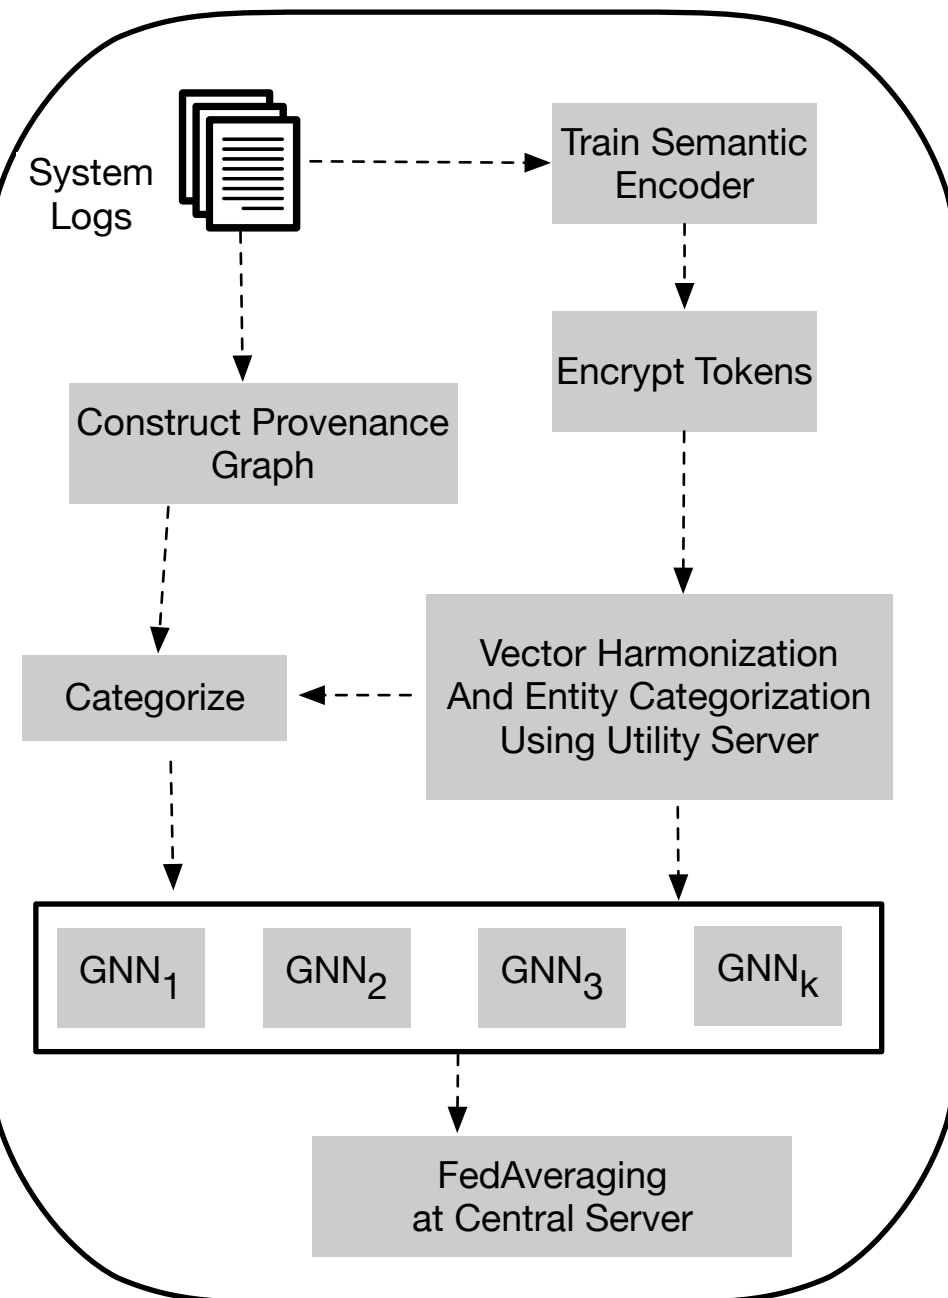 System
Logs
Train Semantic
Encoder
Encrypt Tokens
Construct Provenance
Graph
Vector Harmonization
And Entity Categorization
Using Utility Server
Categorize
GNN1
GNN2
GNN3
GNNk
FedAveraging
at Central Server